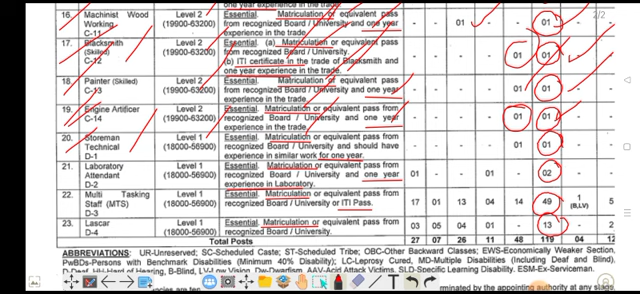 one year experience in the trade.
16. Machinist Wood Level 2 Essential. Matriculation or equivalent pass - - 01 - - 01 - -
Working (19900-63200) from recognized Board / University and one year
C-11 experience in the trade.
17. Blacksmith Level 2 Essential. (a) Matriculation or equivalent pass - - - - 01 01 - -
(Skilled) (19900-63200) from recognized Board / University.
C-12 (b) ITI certificate in the trade of Blacksmith and
one year experience in the trade.
18. Painter (Skilled) Level 2 Essential. Matriculation or equivalent pass - - - - 01 01 - -
C-13 (19900-63200) from recognized Board / University and one year
experience in the trade.
19. Engine Artificer Level 2 Essential. Matriculation or equivalent pass from - - - - 01 01 - -
C-14 (19900-63200) recognized Board / University and one year
experience in the trade.
20. Storeman Level 1 Essential. Matriculation or equivalent pass from - - - - 01 01 - -
Technical (18000-56900) recognized Board / University and should have
D-1 experience in similar work for one year.
21. Laboratory Level 1 Essential. Matriculation or equivalent pass from 01 - - 01 - 02 - -
Attendant (18000-56900) recognized Board / University and one year
D-2 experience in Laboratory.
22. Multi Tasking Level 1 Essential. Matriculation or equivalent pass from 17 01 13 04 14 49 1 5
Staff (MTS) (18000-56900) recognized Board / University or ITI Pass. (B,LV)
D-3
23. Lascar Level 1 Essential. Matriculation or equivalent pass from 03 05 04 01 - 13 - -
D-4 (18000-56900) recognized Board / University.
Total Posts 27 07 26 11 48 119 04 12
ABBREVIATIONS: UR-Unreserved; SC-Scheduled Caste; ST-Scheduled Tribe; OBC-Other Backward Classes; EWS-Economically Weaker Section,
PwBDs-Persons with Benchmark Disabilities (Minimum 40% Disability); LC-Leprosy Cured, MD-Multiple Disabilities (Including Deaf and Blind),
D-Deaf, HH-Hard of Hearing, B-Blind, LV-Low Vision, Dw-Dwarfism, AAV-Acid Attack Victims, SLD-Specific Learning Disability. ESM-Ex-Serviceman.
2/2